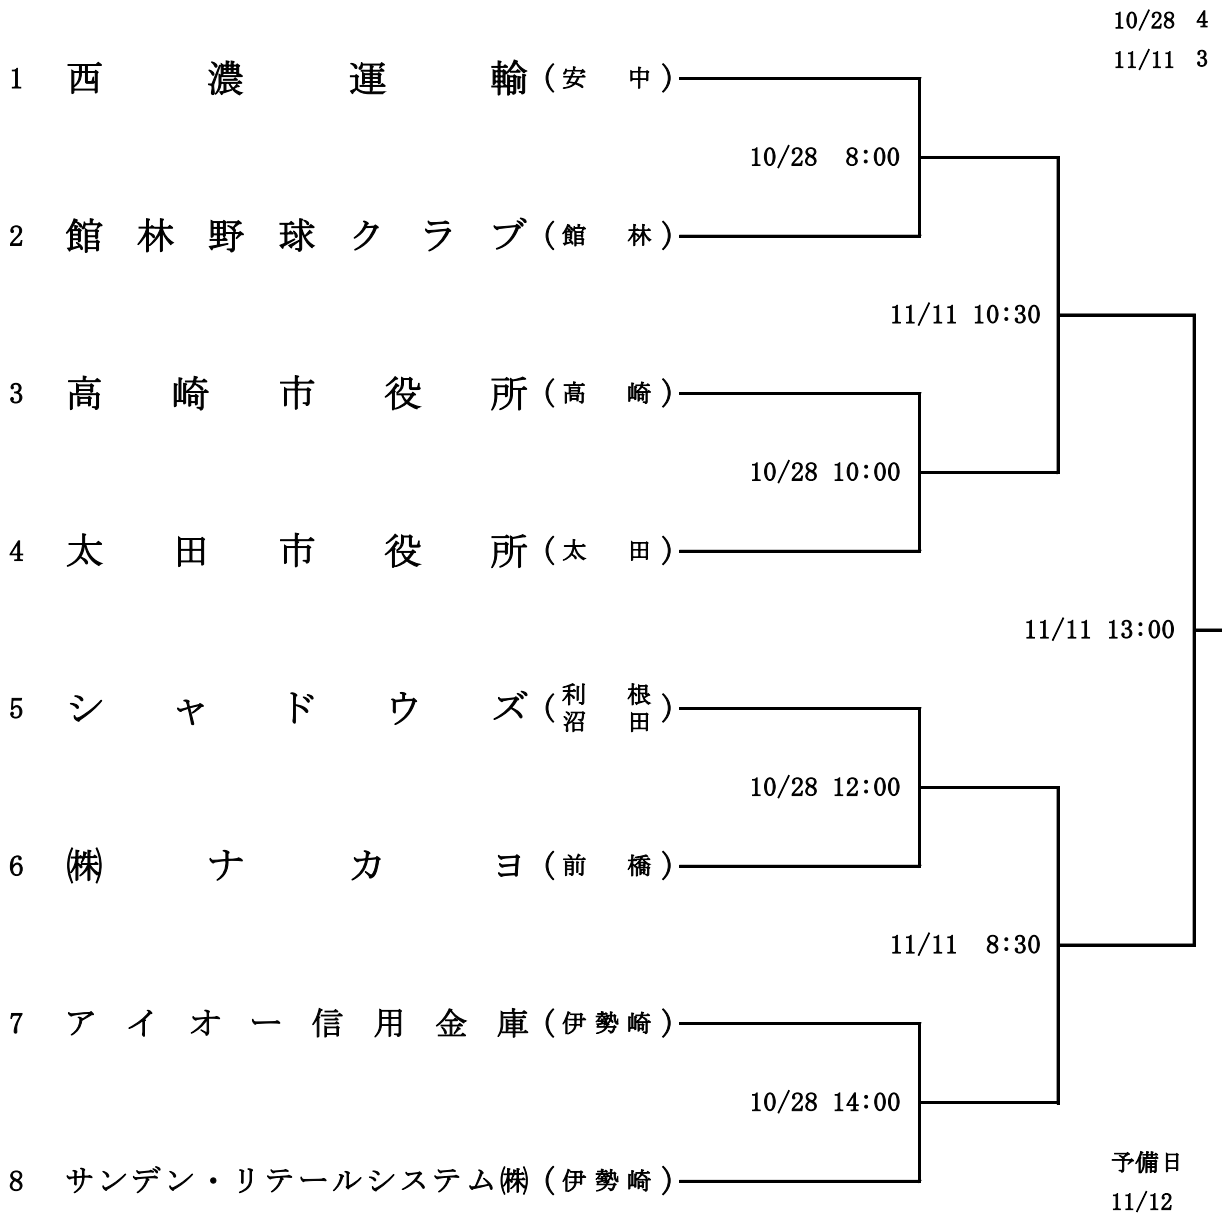 10/28 4
11/11 3
1 西濃運輸(安中)
10/28 8:00
2 館林野球クラブ(館林)
11/11 10:30
3 高崎市役所(高崎)
10/28 10:00
4 太田市役所(太田)
11/11 13:00
5 シャドウズ(利根沼田)
10/28 12:00
6 ㈱ナカヨ(前橋)
11/11 8:30
7 アイオー信用金庫(伊勢崎)
10/28 14:00
8 サンデン・リテールシステム㈱(伊勢崎)
予備日
11/12